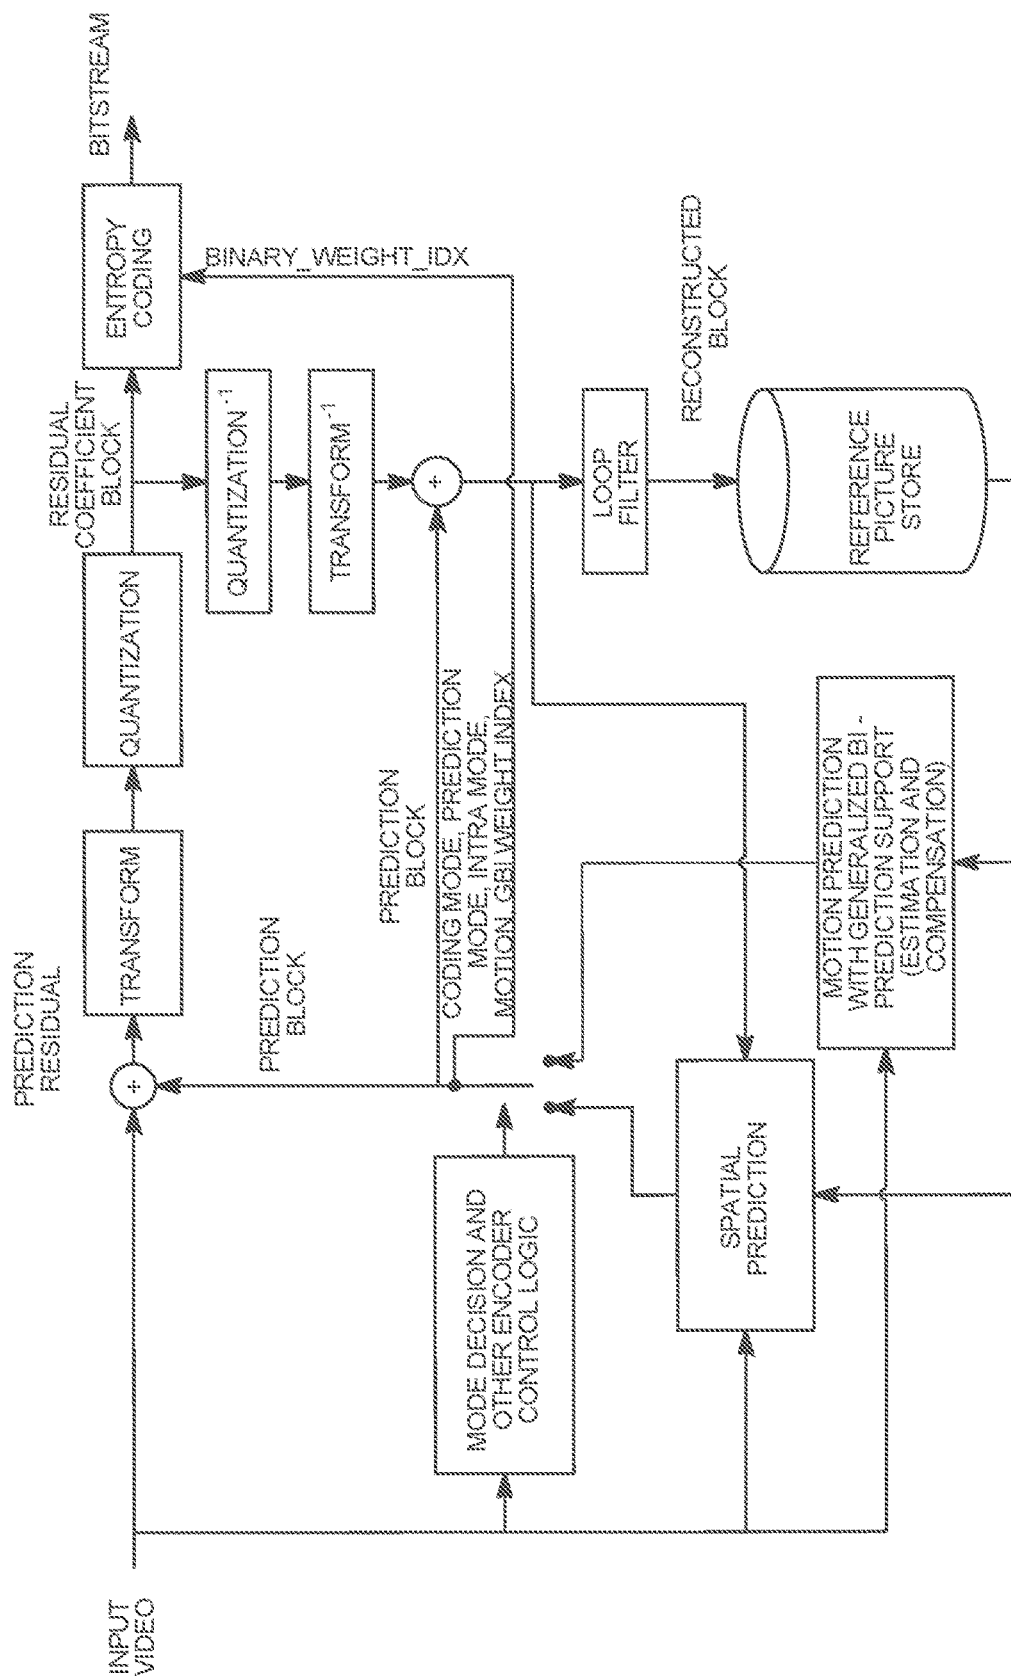 INPUT
VIDEO
PREDICTION
RESIDUAL
+
TRANSFORM
QUANTIZATION
RESIDUAL
COEFFICIENT
BLOCK
ENTROPY
CODING
BITSTREAM
PREDICTION
BLOCK
QUANTIZATION-1
BINARY_WEIGHT_IDX
TRANSFORM-1
PREDICTION
BLOCK
+
CODING MODE, PREDICTION
MODE, INTRA MODE,
MOTION, GBI WEIGHT INDEX
MODE DECISION AND
OTHER ENCODER
CONTROL LOGIC
LOOP
FILTER
RECONSTRUCTED
BLOCK
SPATIAL
PREDICTION
REFERENCE
PICTURE
STORE
MOTION PREDICTION
WITH GENERALIZED BI -
PREDICTION SUPPORT
(ESTIMATION AND
COMPENSATION)